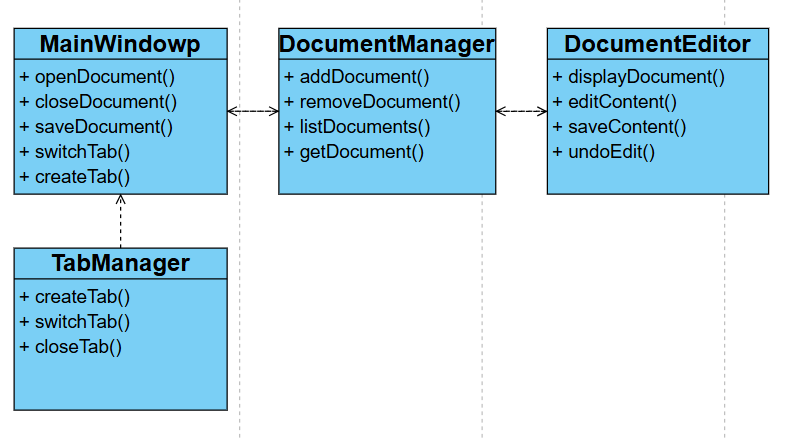 MainWindowp
+ openDocument()
+ closeDocument()
+ saveDocument()
+ switchTab()
+ createTab()
DocumentManager
+ addDocument()
+ removeDocument()
+ listDocuments()
+ getDocument()
DocumentEditor
+ displayDocument()
+ editContent()
+ saveContent()
+ undoEdit()
TabManager
+ createTab()
+ switchTab()
+ closeTab()